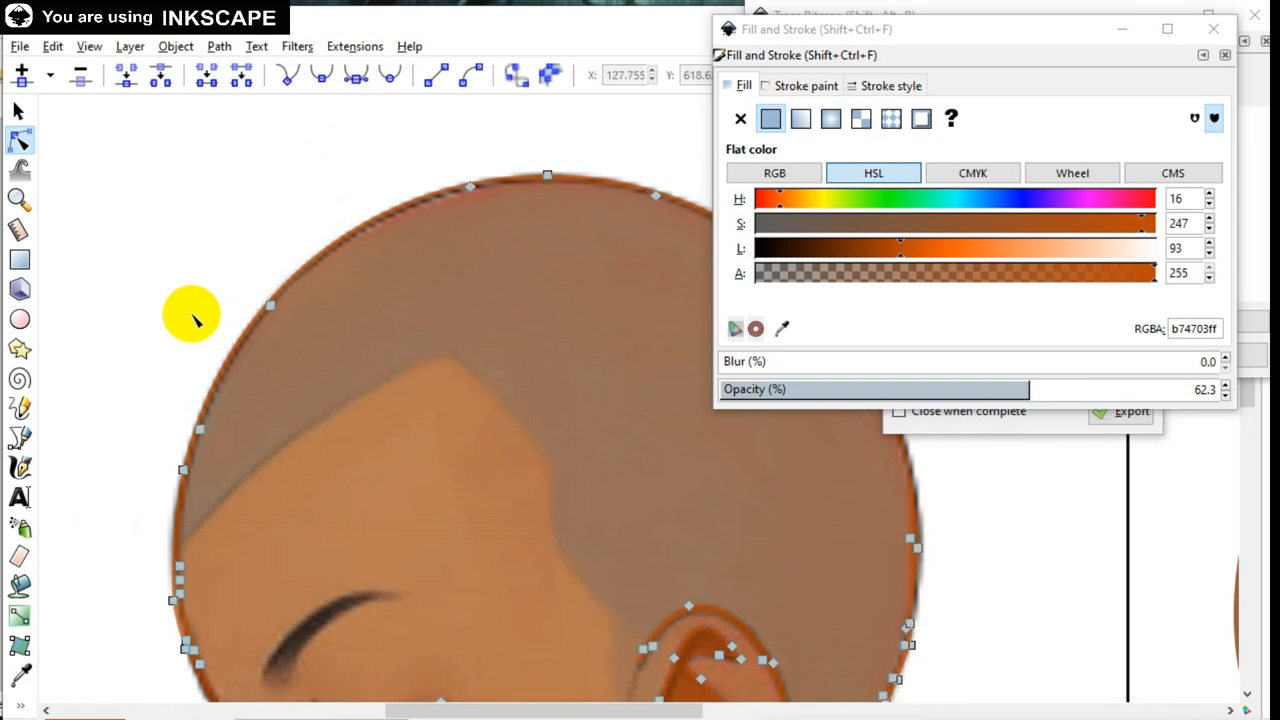 You are using INKSCAPE
File Edit View Layer Object Path Text Filters Extensions Help
X: 127.755 Y: 618.6
Fill and Stroke (Shift+Ctrl+F)
Fill and Stroke (Shift+Ctrl+F)
Fill Stroke paint Stroke style
Flat color
RGB HSL CMYK Wheel CMS
H: 16
S: 247
L: 93
A: 255
RGBA: b74703ff
Blur (%) 0.0
Opacity (%) 62.3
Close when complete Export